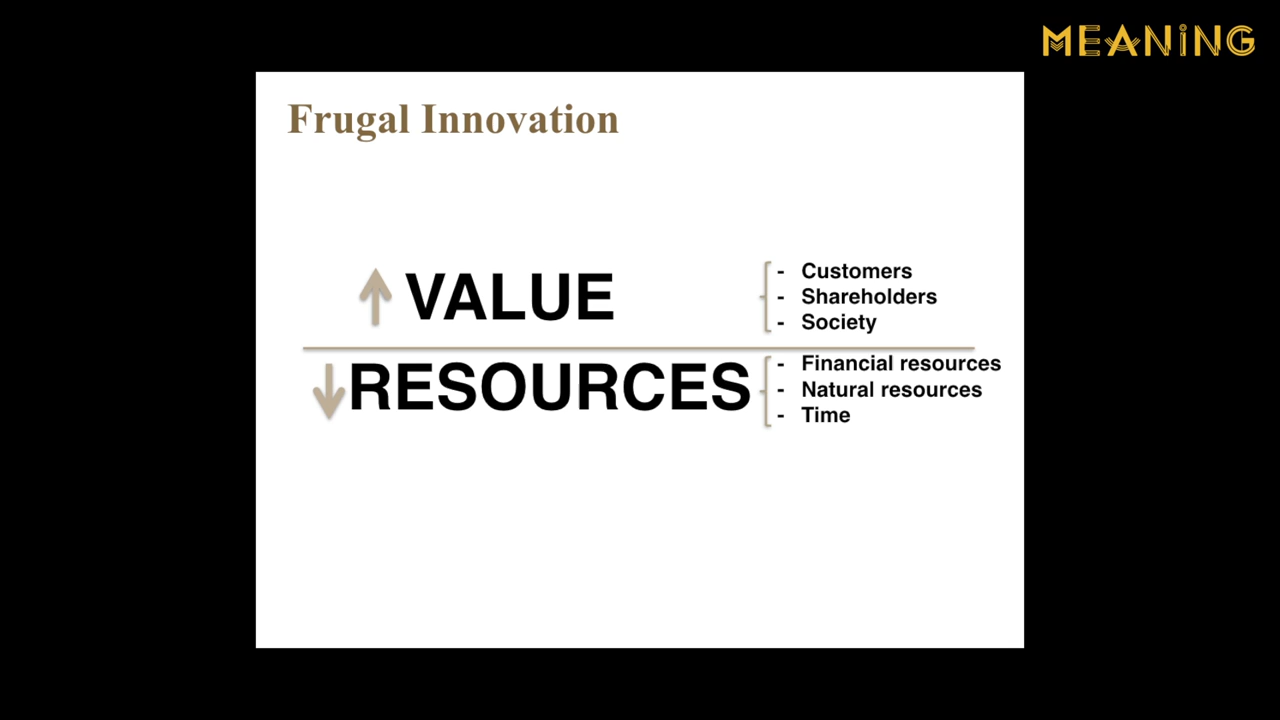 MEANiNG
Frugal Innovation
VALUE
- Customers
- Shareholders
- Society
RESOURCES
- Financial resources
- Natural resources
- Time